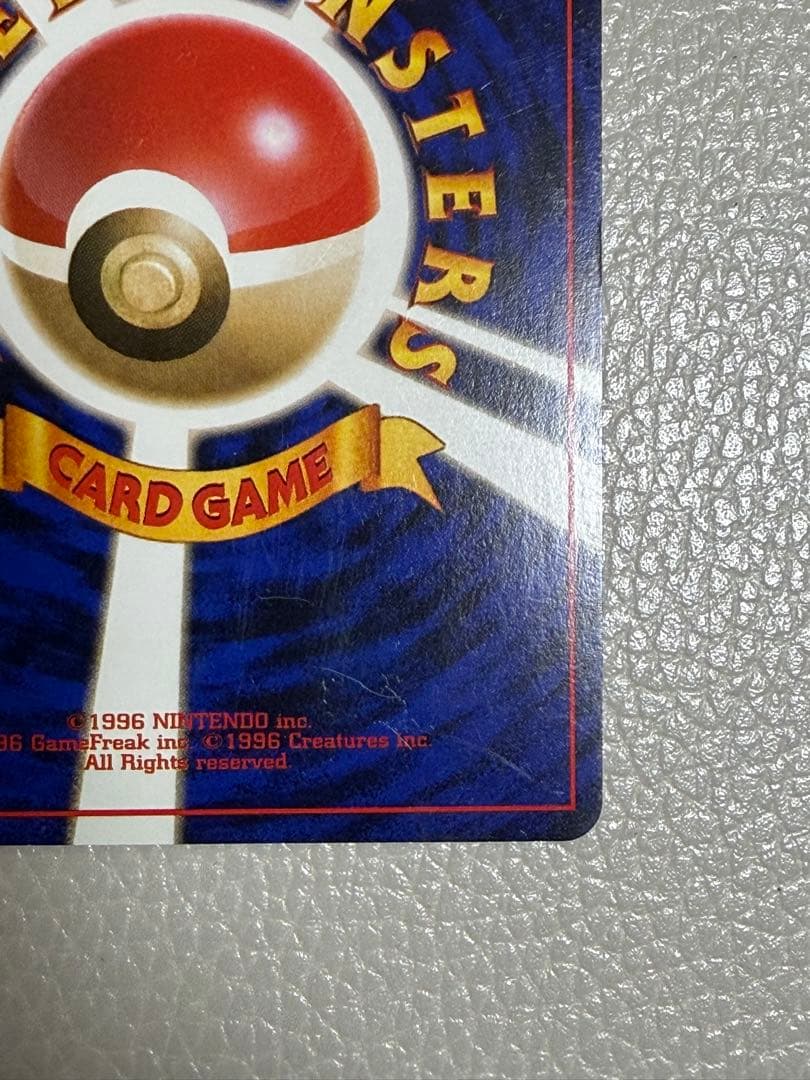 NSTERS
CARD GAME
©1996 NINTENDO inc.
96 GameFreak inc. ©1996 Creatures inc.
All Rights reserved.